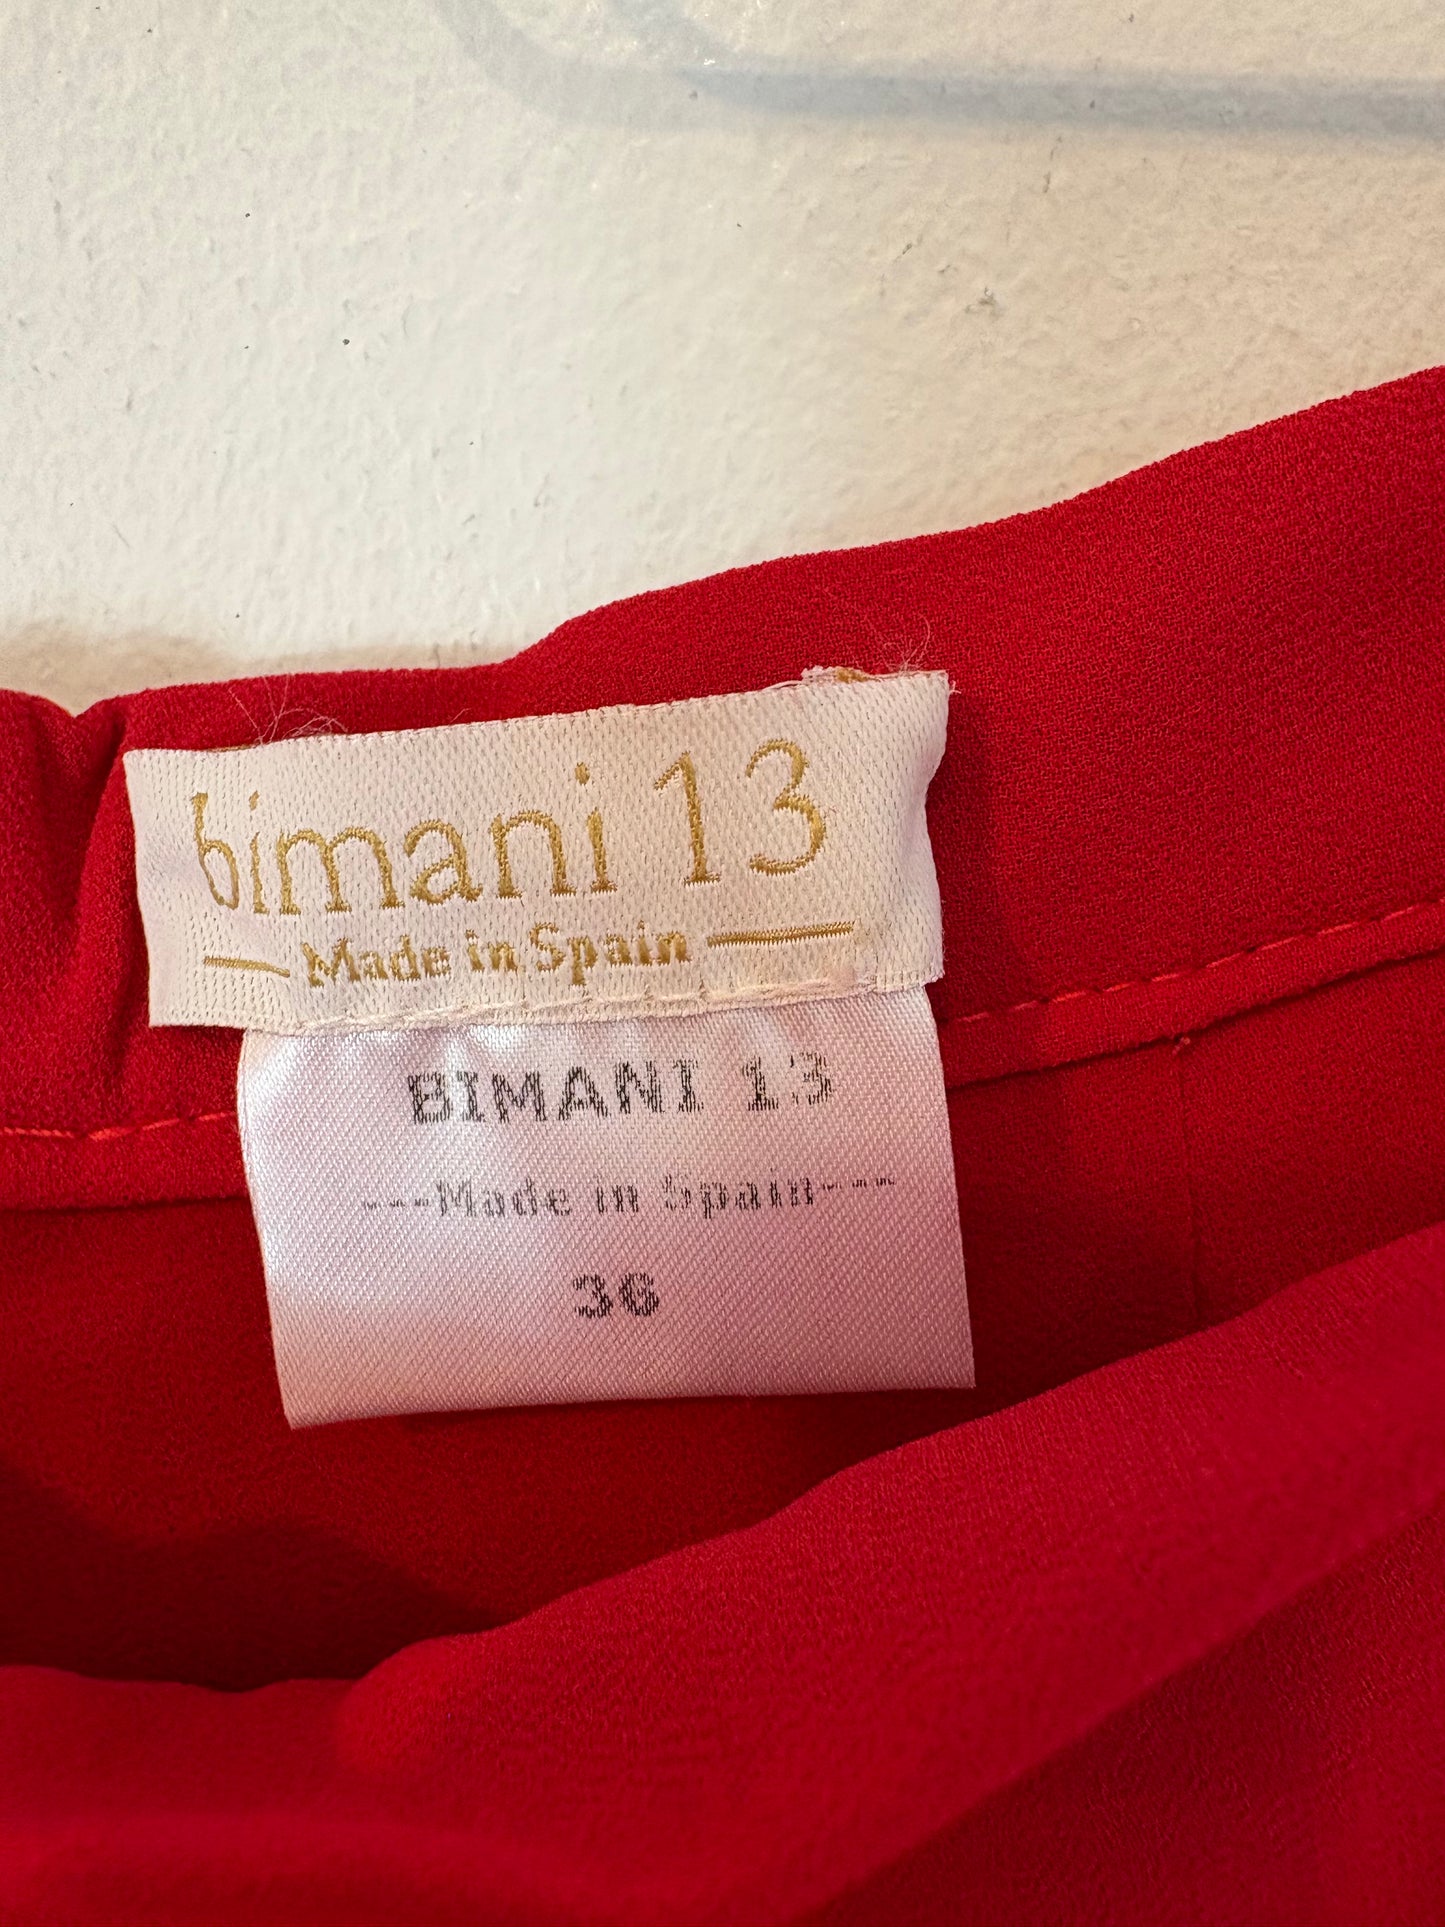 bimani 13
— Made in Spain —
BIMANI 13
---Made in Spain---
36